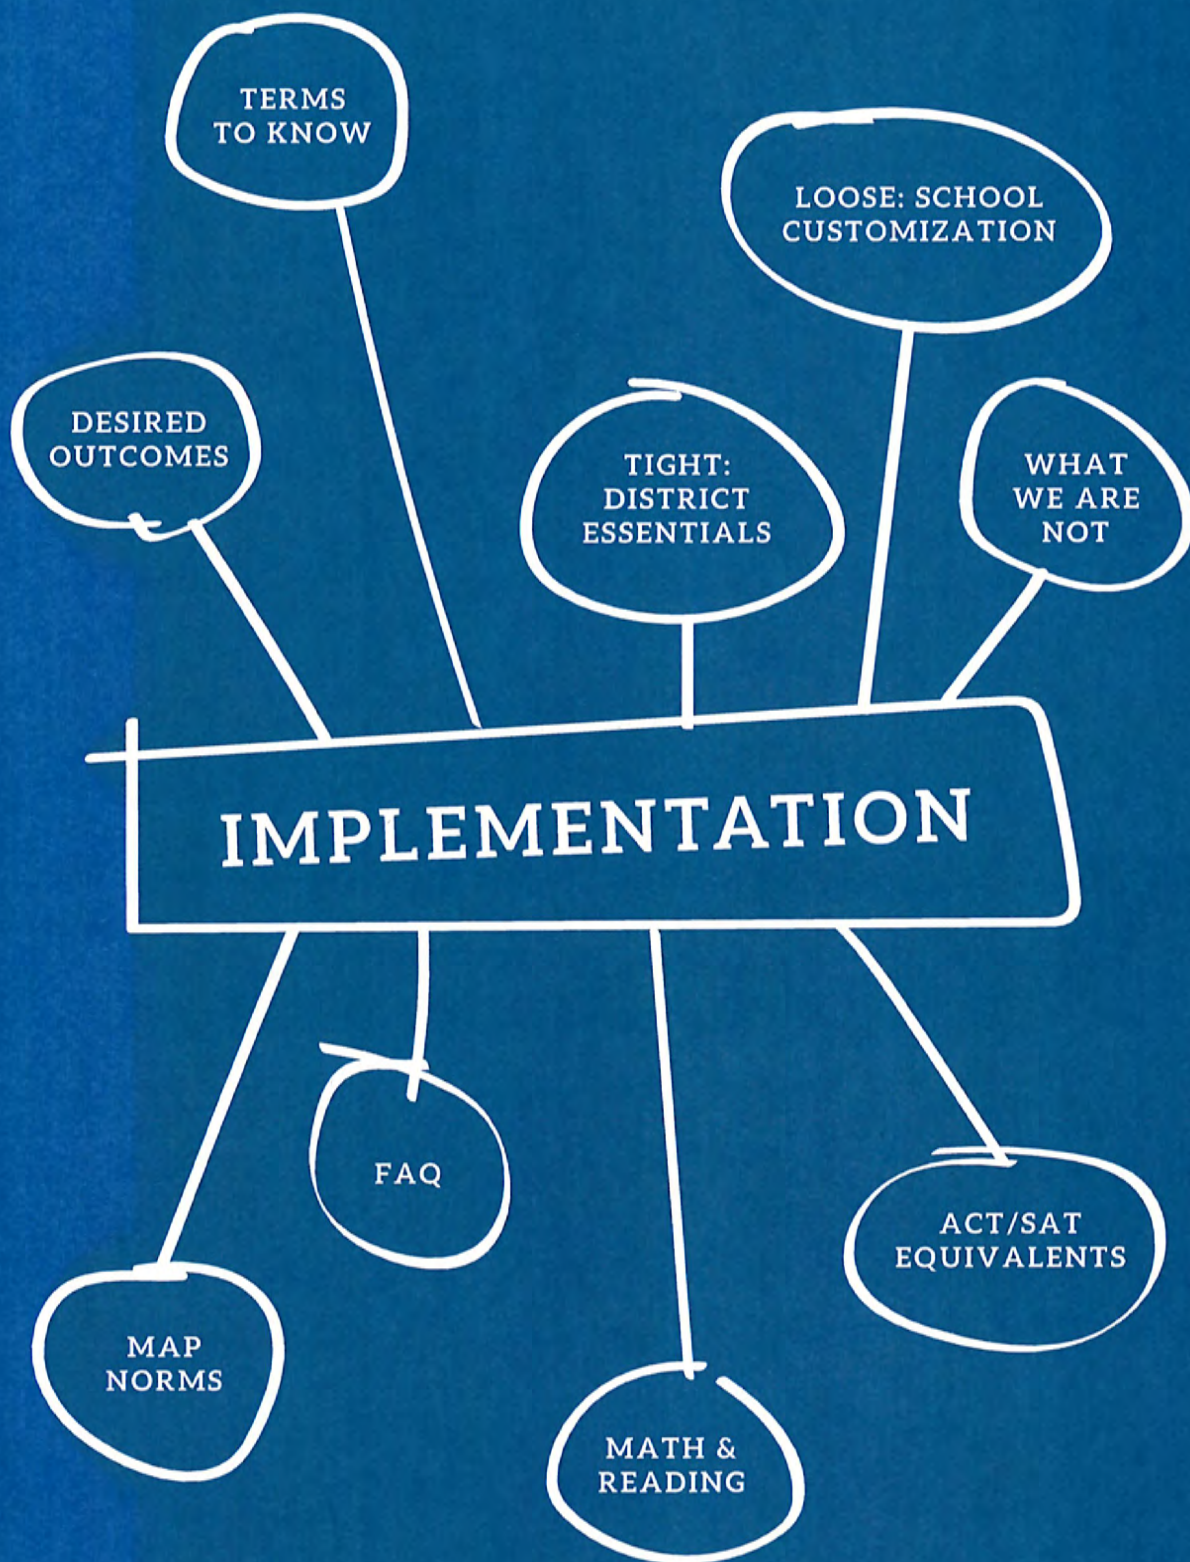 TERMS
TO KNOW
LOOSE: SCHOOL
CUSTOMIZATION
DESIRED
OUTCOMES
TIGHT:
DISTRICT
ESSENTIALS
WHAT
WE ARE
NOT
IMPLEMENTATION
FAQ
ACT/SAT
EQUIVALENTS
MAP
NORMS
MATH &
READING